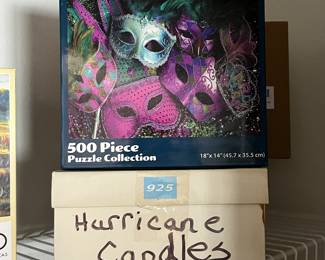 500 Piece
Puzzle Collection
18"x 14" (45.7 x 35.5 cm)
925
Hurricane
Candles